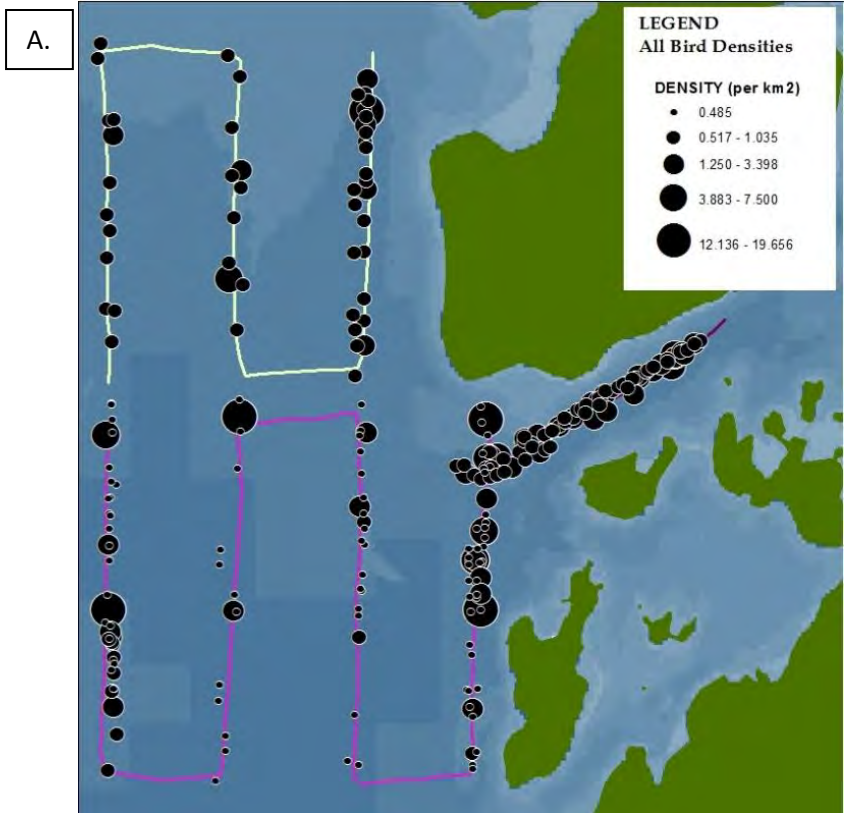 A.
LEGEND
All Bird Densities
DENSITY (per km2)
0.485
0.517 - 1.035
1.250 - 3.398
3.883 - 7.500
12.136 - 19.656